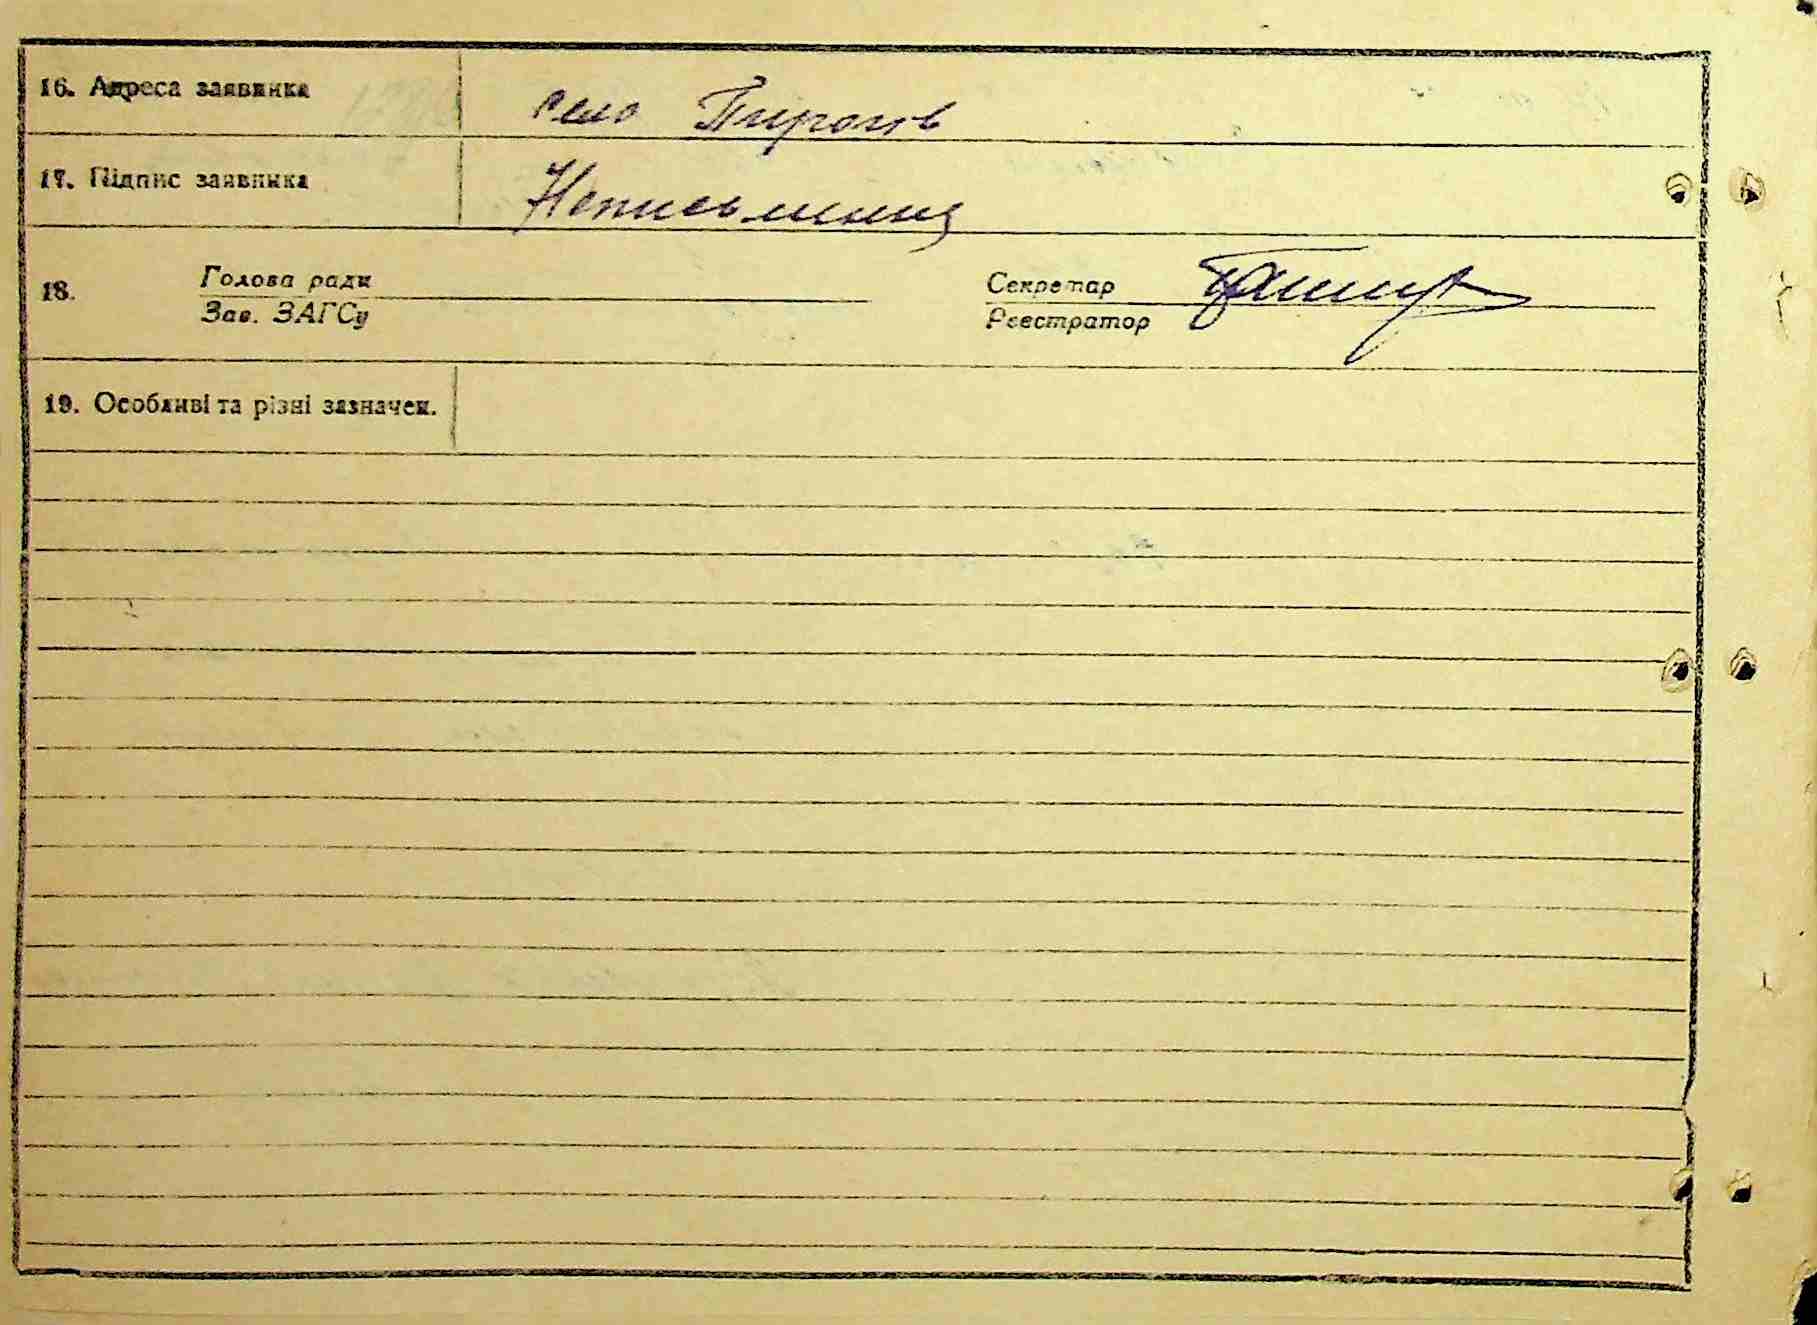 16. Адреса заявника село Пирогов
17. Підпис заявника Неписьменна
18. Голова ради Секретар
Зав. ЗАГСу Реєстратор
19. Особливі та різні зазначен.